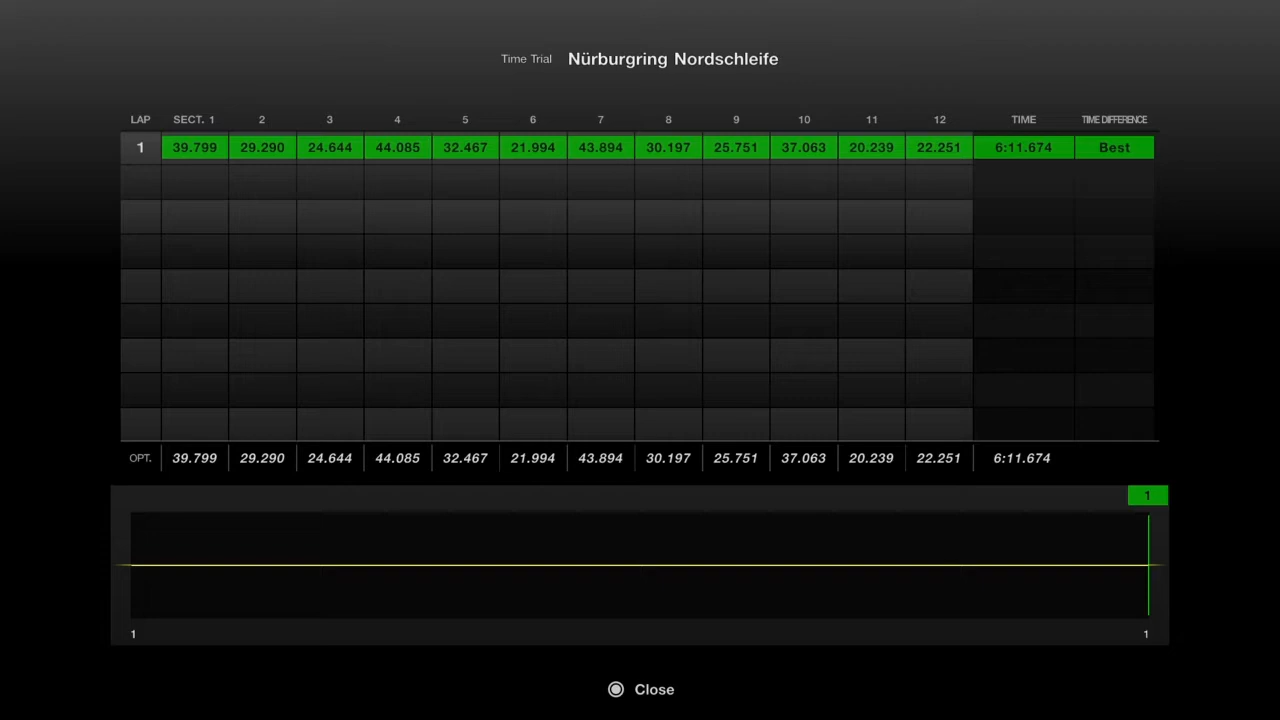 Time Trial Nürburgring Nordschleife
LAP SECT. 1 2 3 4 5 6 7 8 9 10 11 12 TIME TIME DIFFERENCE
1 39.799 29.290 24.644 44.085 32.467 21.994 43.894 30.197 25.751 37.063 20.239 22.251 6:11.674 Best
OPT. 39.799 29.290 24.644 44.085 32.467 21.994 43.894 30.197 25.751 37.063 20.239 22.251 6:11.674
1
1 1
Close